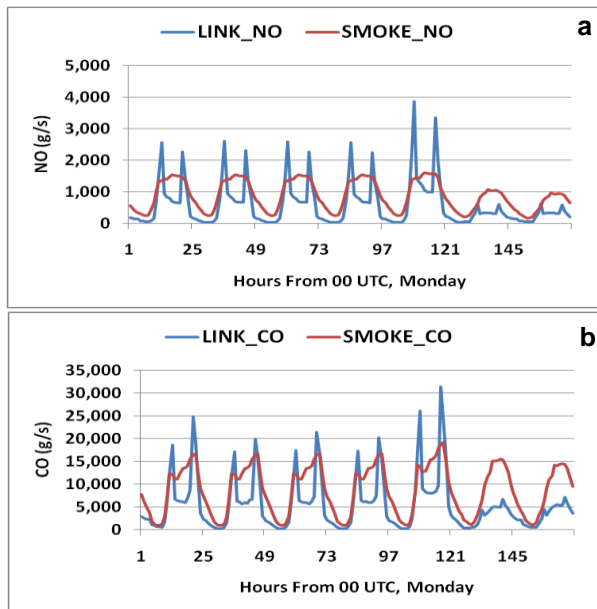 a
LINK_NO SMOKE_NO
5,000
4,000
3,000
2,000
1,000
0
NO (g/s)
1 25 49 73 97 121 145
Hours From 00 UTC, Monday
b
LINK_CO SMOKE_CO
35,000
30,000
25,000
20,000
15,000
10,000
5,000
0
CO (g/s)
1 25 49 73 97 121 145
Hours From 00 UTC, Monday